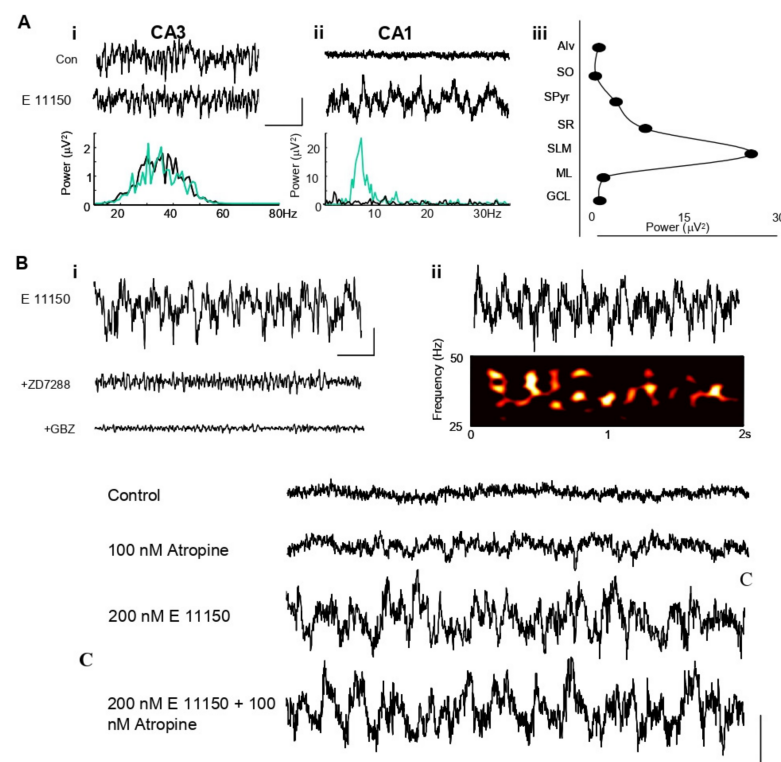 A
i CA3
Con
E 11150
Power (µV²)
2
1
0
20 40 60 80Hz
ii CA1
Power (µV²)
20
10
0
10 20 30Hz
iii
Alv
SO
SPyr
SR
SLM
ML
GCL
0 15 30
Power (µV²)
B
i
E 11150
+ZD7288
+GBZ
ii
Frequency (Hz)
50
25
0 1 2s
C
Control
100 nM Atropine
C
200 nM E 11150
200 nM E 11150 + 100
nM Atropine